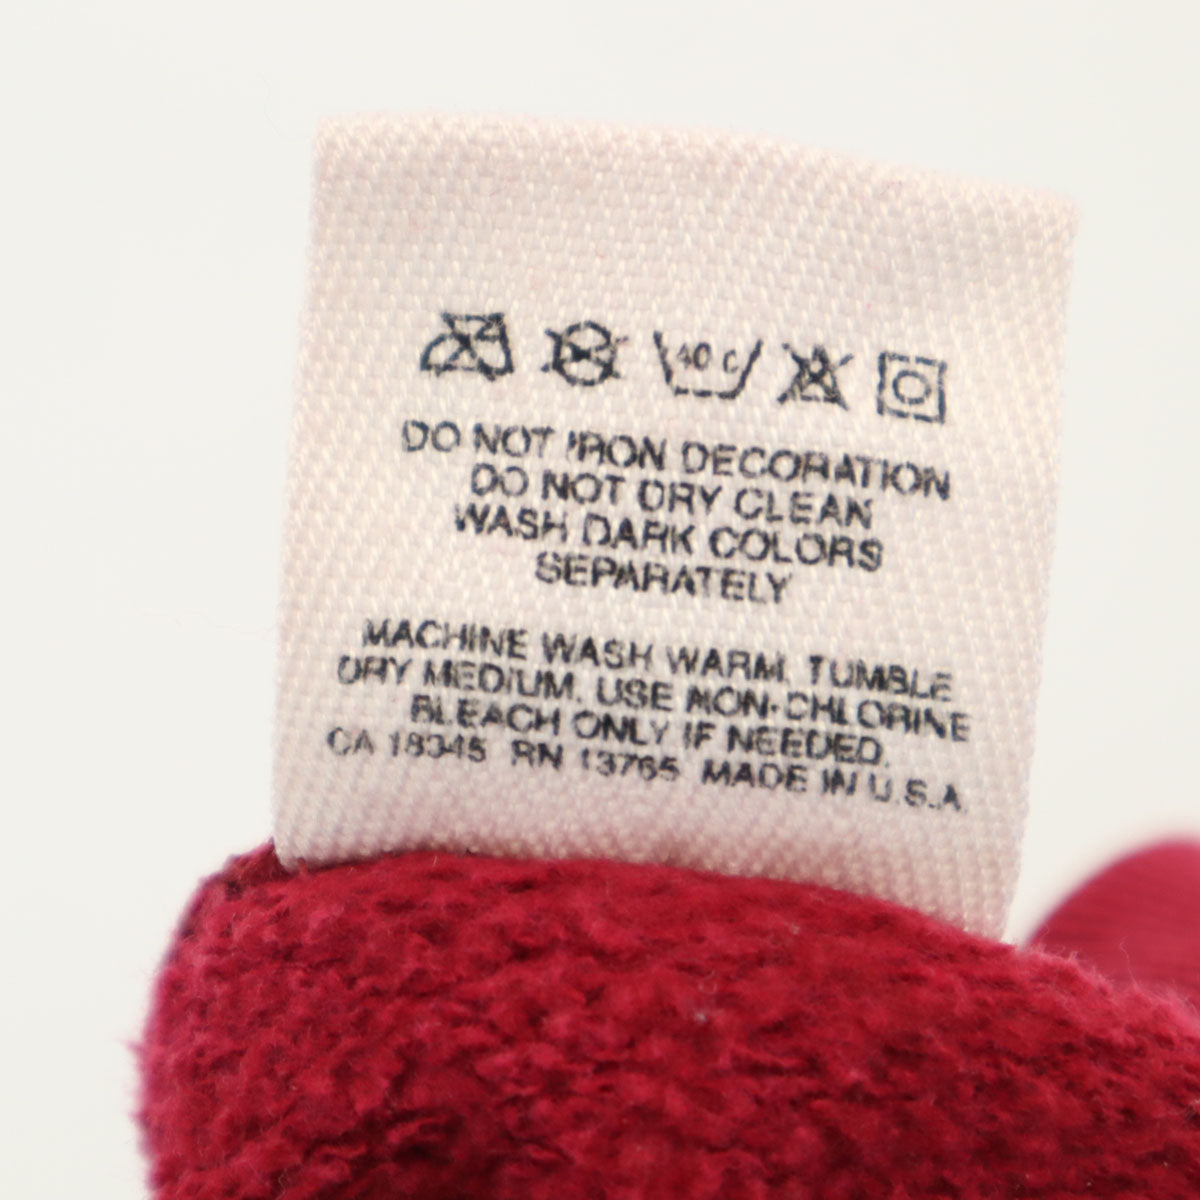 40 c
DO NOT IRON DECORATION
DO NOT DRY CLEAN
WASH DARK COLORS
SEPARATELY
MACHINE WASH WARM. TUMBLE
DRY MEDIUM. USE NON-CHLORINE
BLEACH ONLY IF NEEDED.
CA 18345 RN 13765 MADE IN U.S.A.